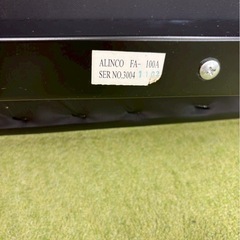 ALINCO FA- 100A
SER NO.3004